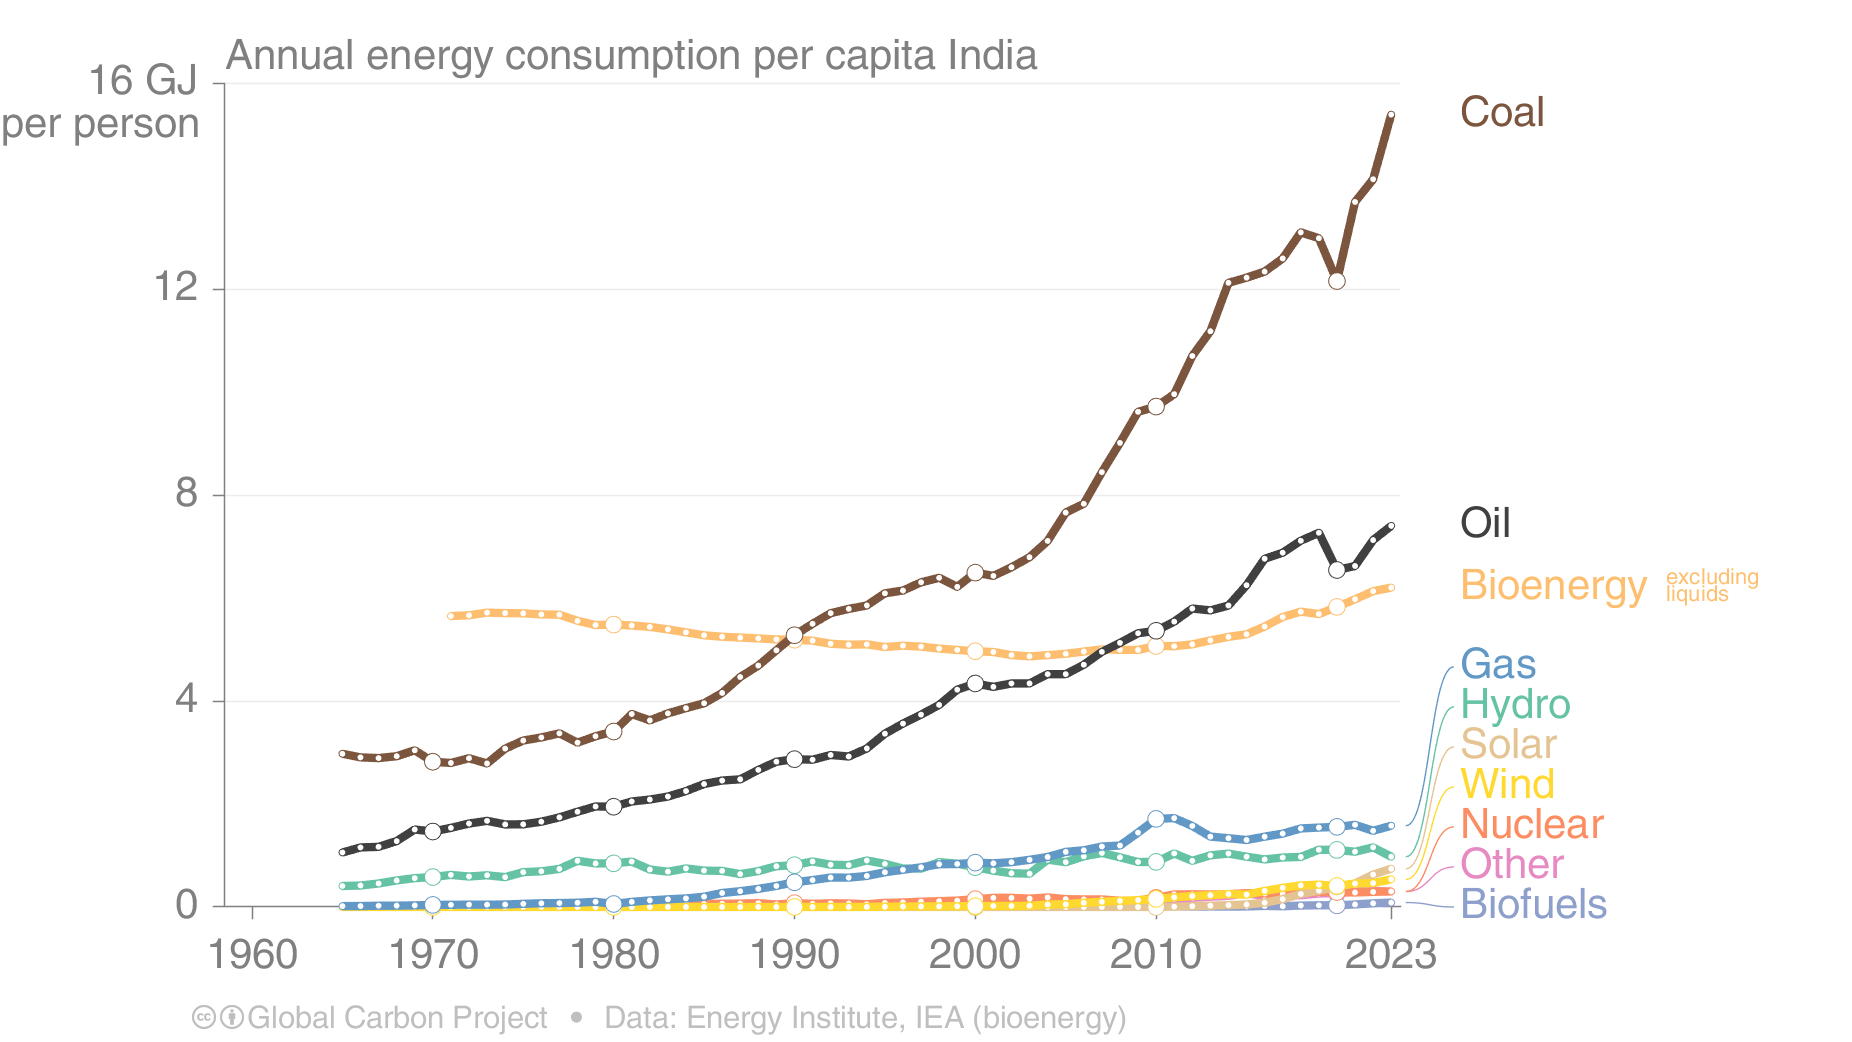 Annual energy consumption per capita India
16 GJ
per person
12
8
4
0
1960 1970 1980 1990 2000 2010 2023
Coal
Oil
Bioenergy excluding
liquids
Gas
Hydro
Solar
Wind
Nuclear
Other
Biofuels
cc Global Carbon Project • Data: Energy Institute, IEA (bioenergy)